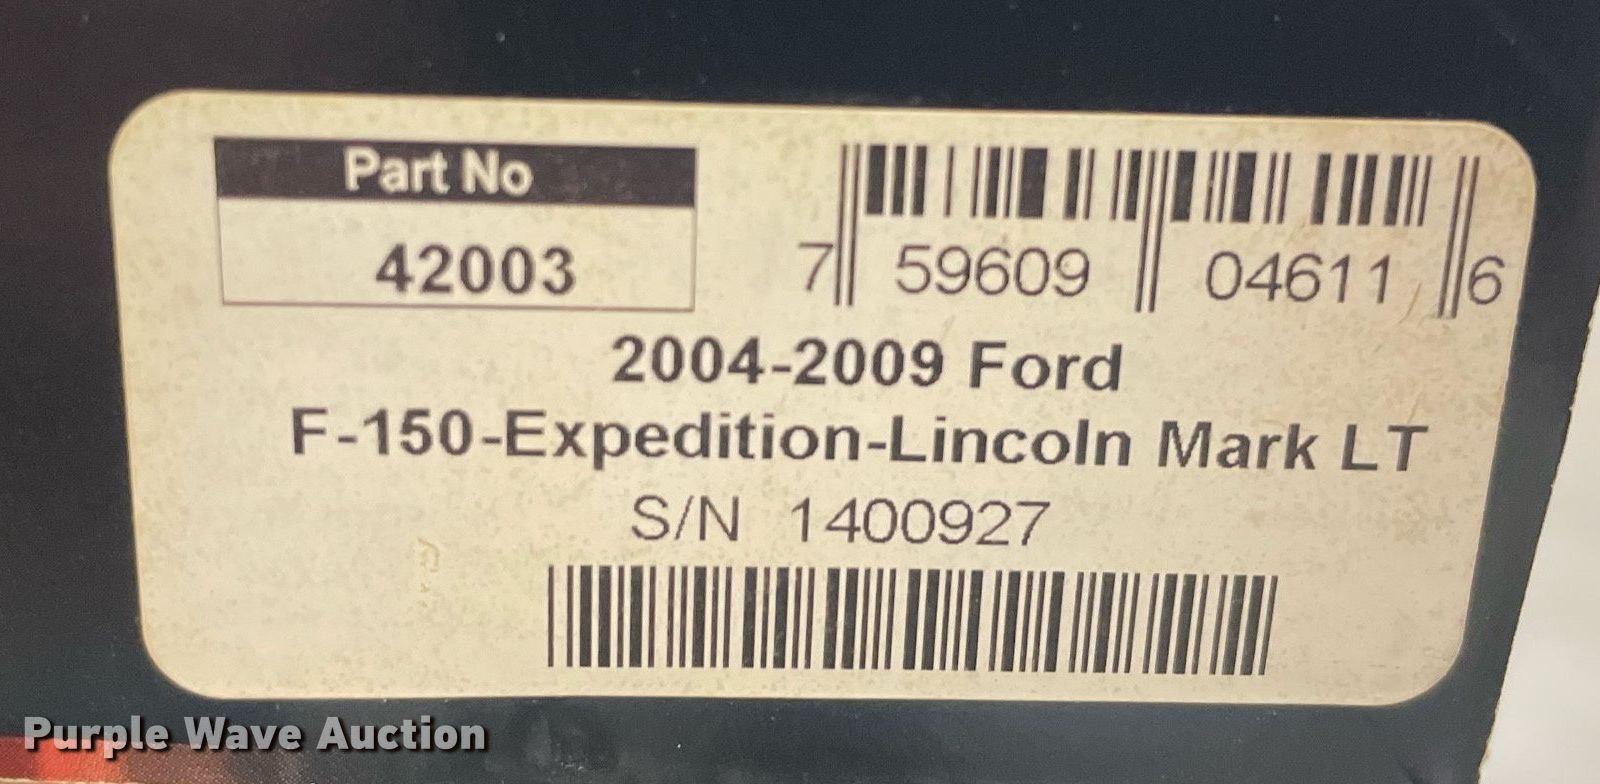 Part No
42003
7 59609 04611 6
2004-2009 Ford
F-150-Expedition-Lincoln Mark LT
S/N 1400927
Purple Wave Auction